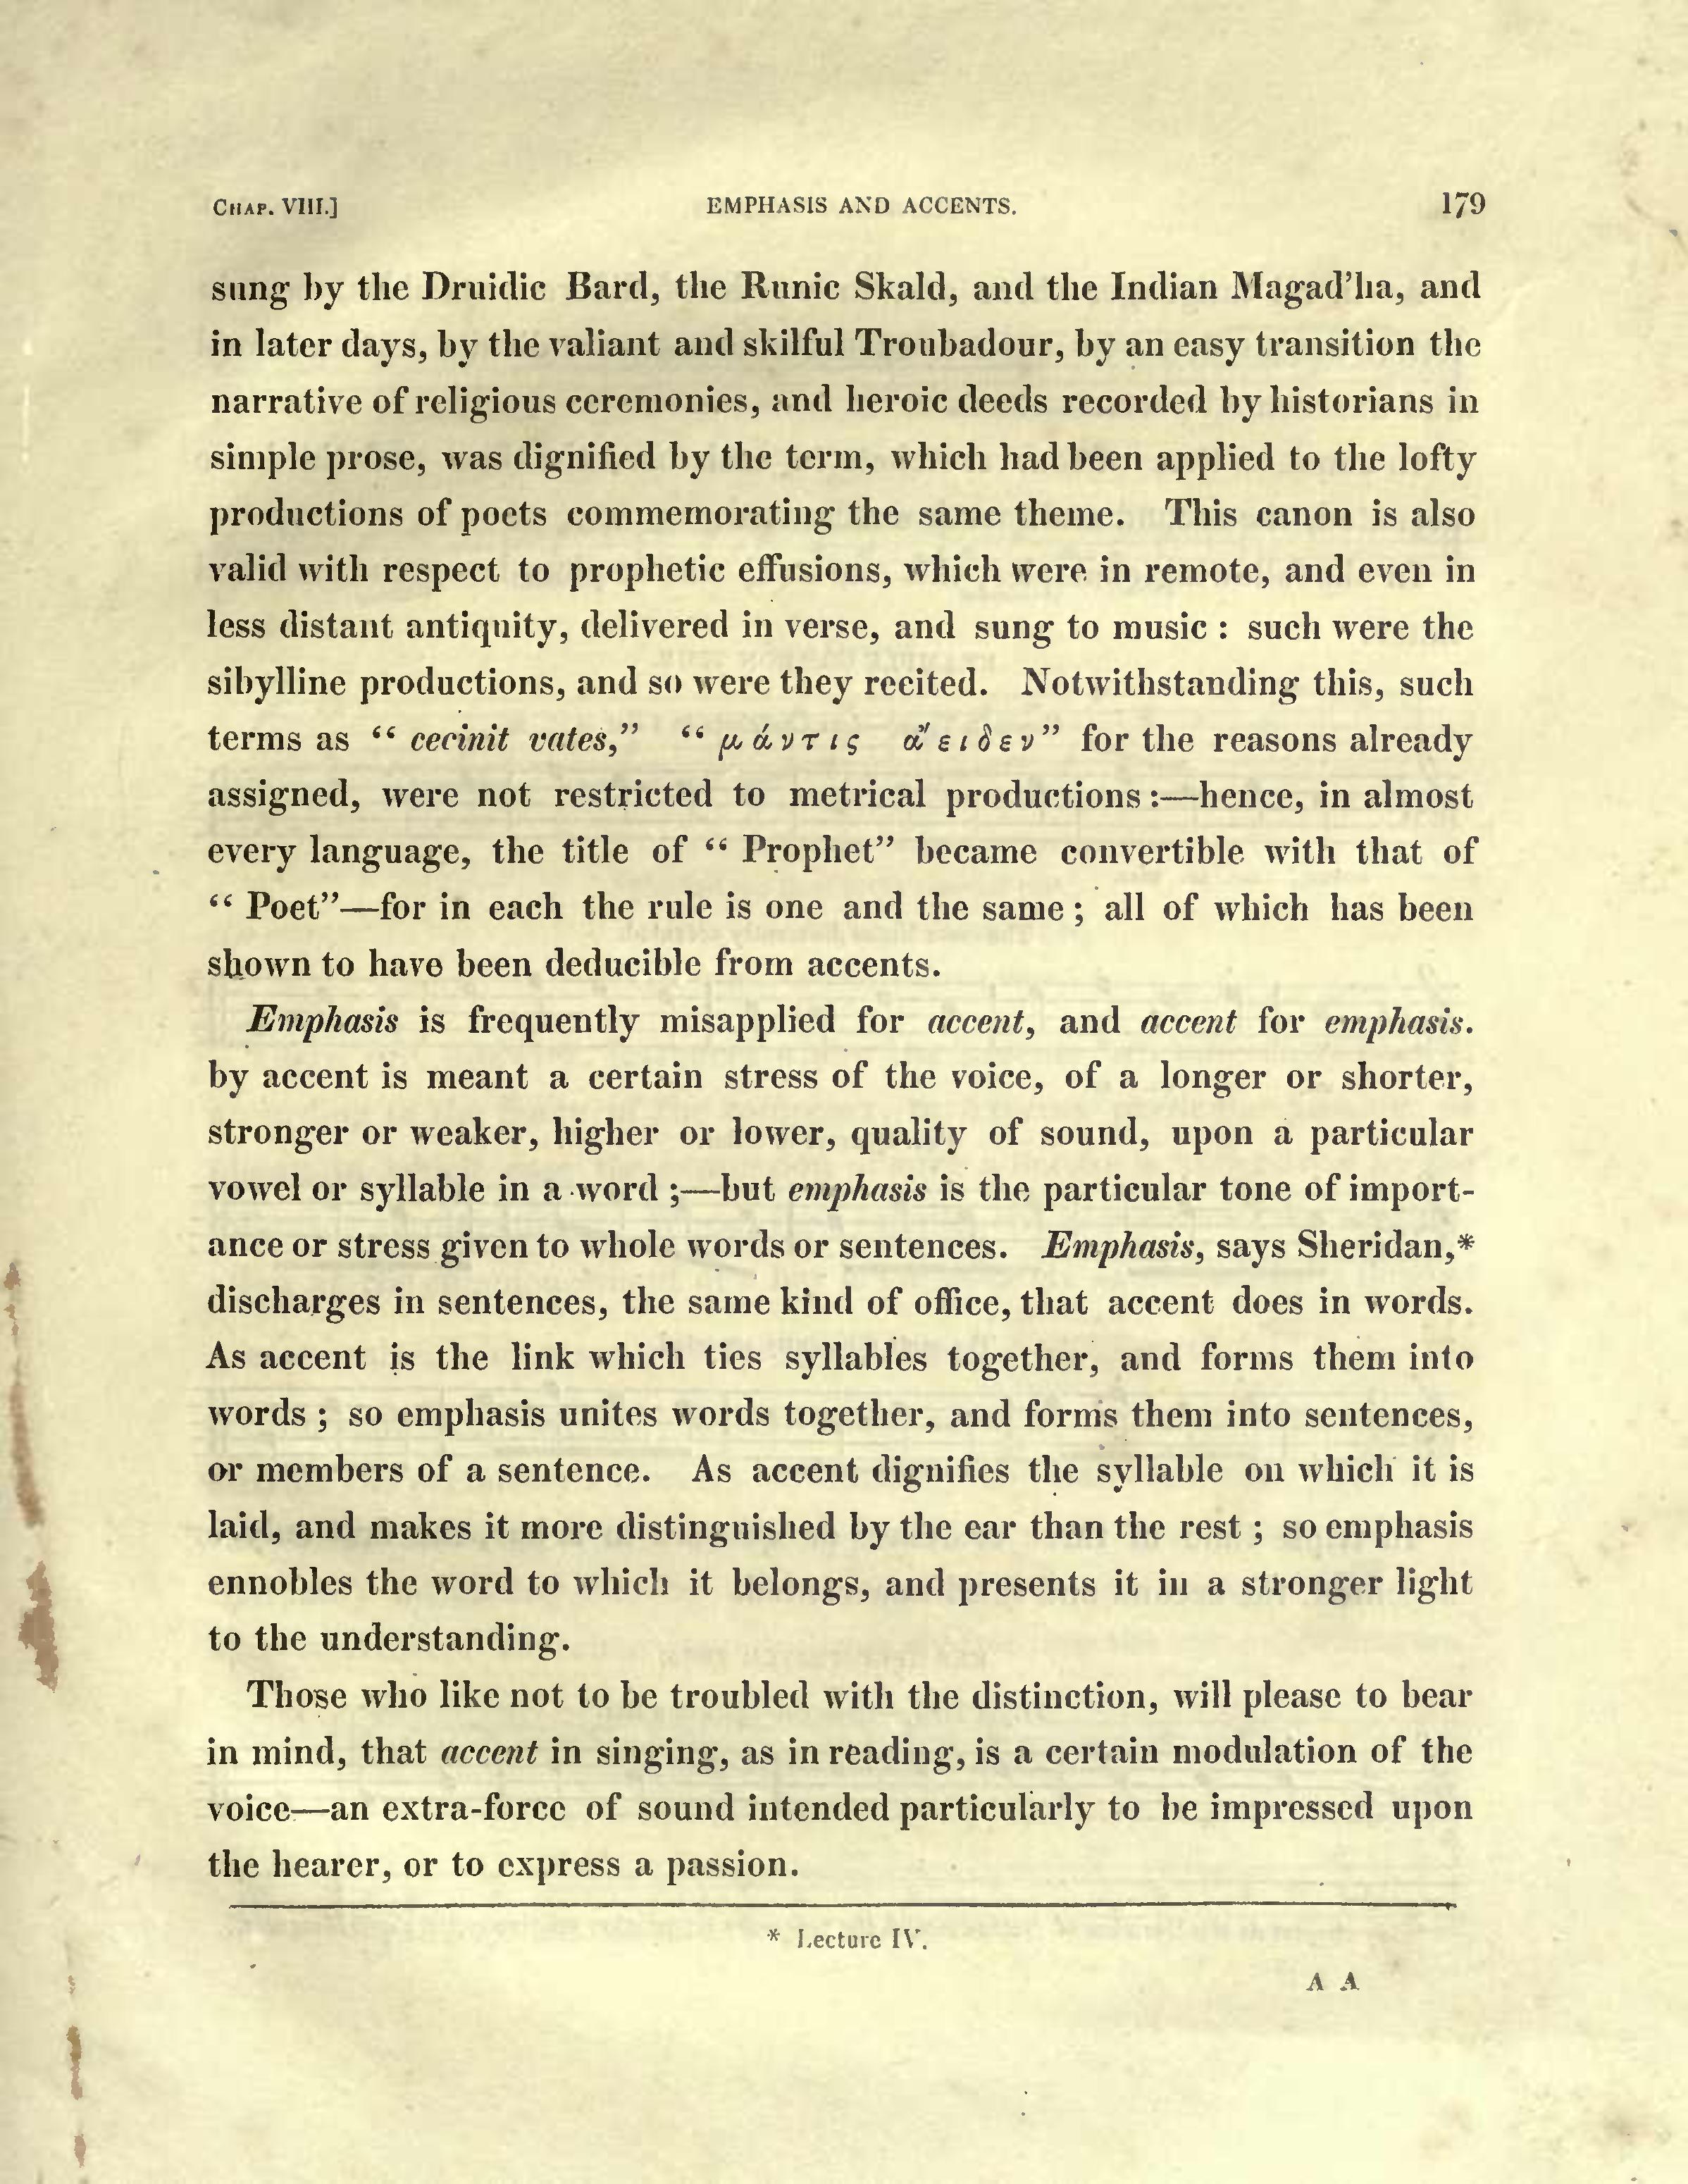 CHAP. VIII.] EMPHASIS AND ACCENTS. 179
sung by the Druidic Bard, the Runic Skald, and the Indian Magad'ha, and
in later days, by the valiant and skilful Troubadour, by an easy transition the
narrative of religious ceremonies, and heroic deeds recorded by historians in
simple prose, was dignified by the term, which had been applied to the lofty
productions of poets commemorating the same theme. This canon is also
valid with respect to prophetic effusions, which were in remote, and even in
less distant antiquity, delivered in verse, and sung to music : such were the
sibylline productions, and so were they recited. Notwithstanding this, such
terms as “ cecinit vates,” “ μάντις ἄειδεν” for the reasons already
assigned, were not restricted to metrical productions :—hence, in almost
every language, the title of “ Prophet” became convertible with that of
“ Poet”—for in each the rule is one and the same ; all of which has been
shown to have been deducible from accents.
Emphasis is frequently misapplied for accent, and accent for emphasis.
by accent is meant a certain stress of the voice, of a longer or shorter,
stronger or weaker, higher or lower, quality of sound, upon a particular
vowel or syllable in a word ;—but emphasis is the particular tone of import-
ance or stress given to whole words or sentences. Emphasis, says Sheridan,*
discharges in sentences, the same kind of office, that accent does in words.
As accent is the link which ties syllables together, and forms them into
words ; so emphasis unites words together, and forms them into sentences,
or members of a sentence. As accent dignifies the syllable on which it is
laid, and makes it more distinguished by the ear than the rest ; so emphasis
ennobles the word to which it belongs, and presents it in a stronger light
to the understanding.
Those who like not to be troubled with the distinction, will please to bear
in mind, that accent in singing, as in reading, is a certain modulation of the
voice—an extra-force of sound intended particularly to be impressed upon
the hearer, or to express a passion.
* Lecture IV.
A A